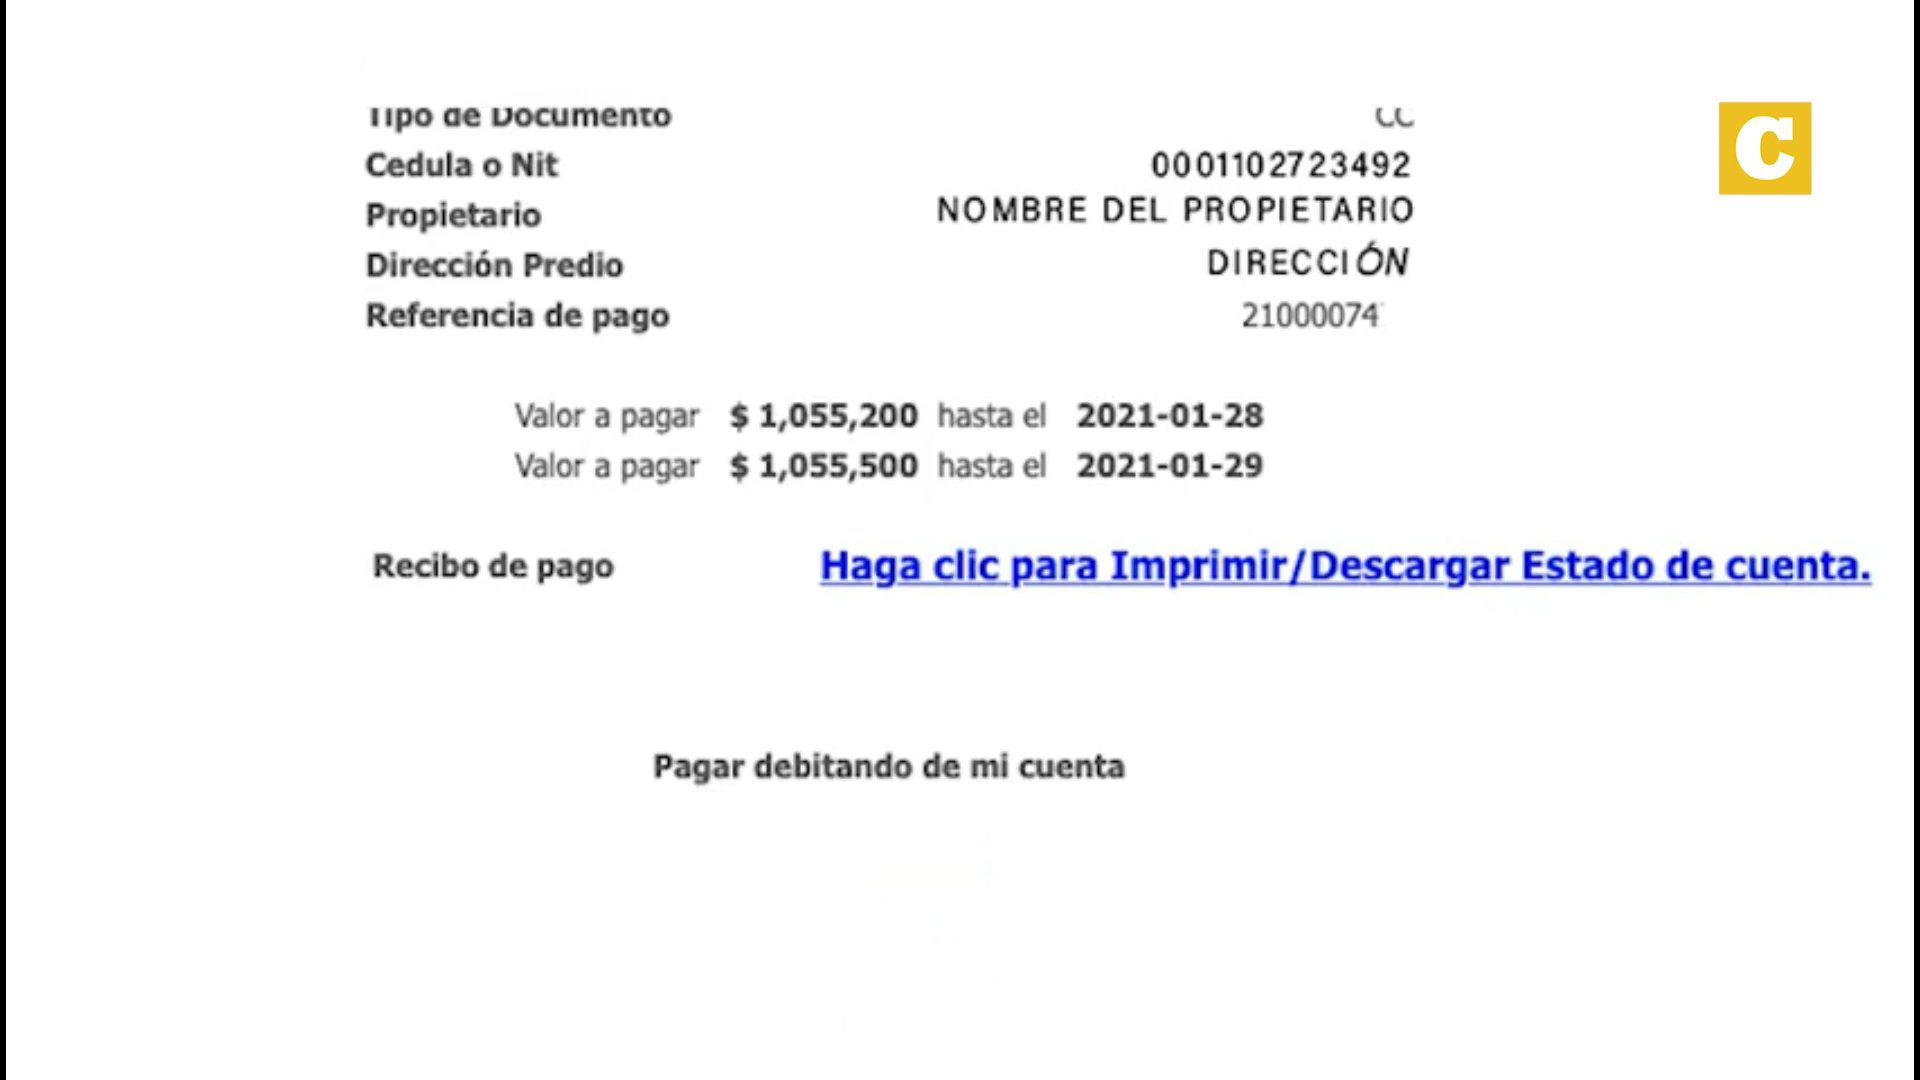 Tipo de Documento CC
Cedula o Nit 0001102723492
Propietario NOMBRE DEL PROPIETARIO
Dirección Predio DIRECCIÓN
Referencia de pago 21000074
Valor a pagar $ 1,055,200 hasta el 2021-01-28
Valor a pagar $ 1,055,500 hasta el 2021-01-29
Recibo de pago Haga clic para Imprimir/Descargar Estado de cuenta.
Pagar debitando de mi cuenta
C